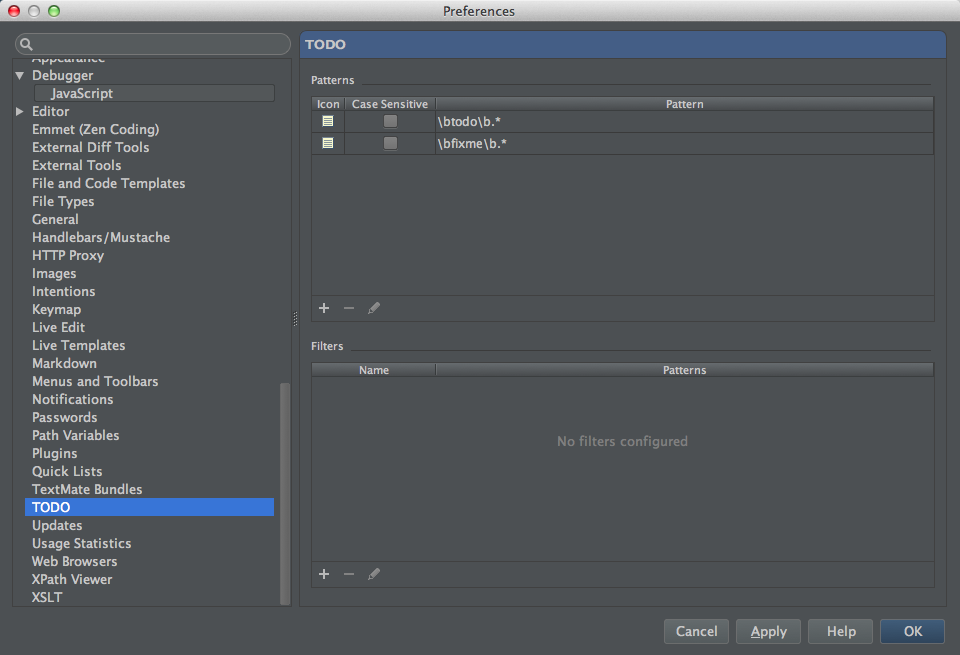 Preferences
Appearance
Debugger
JavaScript
Editor
Emmet (Zen Coding)
External Diff Tools
External Tools
File and Code Templates
File Types
General
Handlebars/Mustache
HTTP Proxy
Images
Intentions
Keymap
Live Edit
Live Templates
Markdown
Menus and Toolbars
Notifications
Passwords
Path Variables
Plugins
Quick Lists
TextMate Bundles
TODO
Updates
Usage Statistics
Web Browsers
XPath Viewer
XSLT
TODO
Patterns
Icon Case Sensitive Pattern
\btodo\b.*
\bfixme\b.*
Filters
Name Patterns
No filters configured
Cancel Apply Help OK